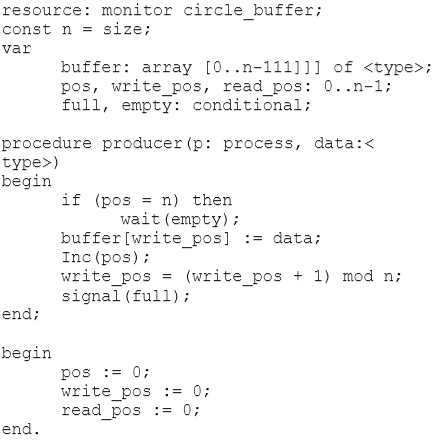 resource: monitor circle_buffer;
const n = size;
var
buffer: array [0..n-111]]] of <type>;
pos, write_pos, read_pos: 0..n-1;
full, empty: conditional;
procedure producer(p: process, data:<
type>)
begin
if (pos = n) then
wait(empty);
buffer[write_pos] := data;
Inc(pos);
write_pos = (write_pos + 1) mod n;
signal(full);
end;
begin
pos := 0;
write_pos := 0;
read_pos := 0;
end.